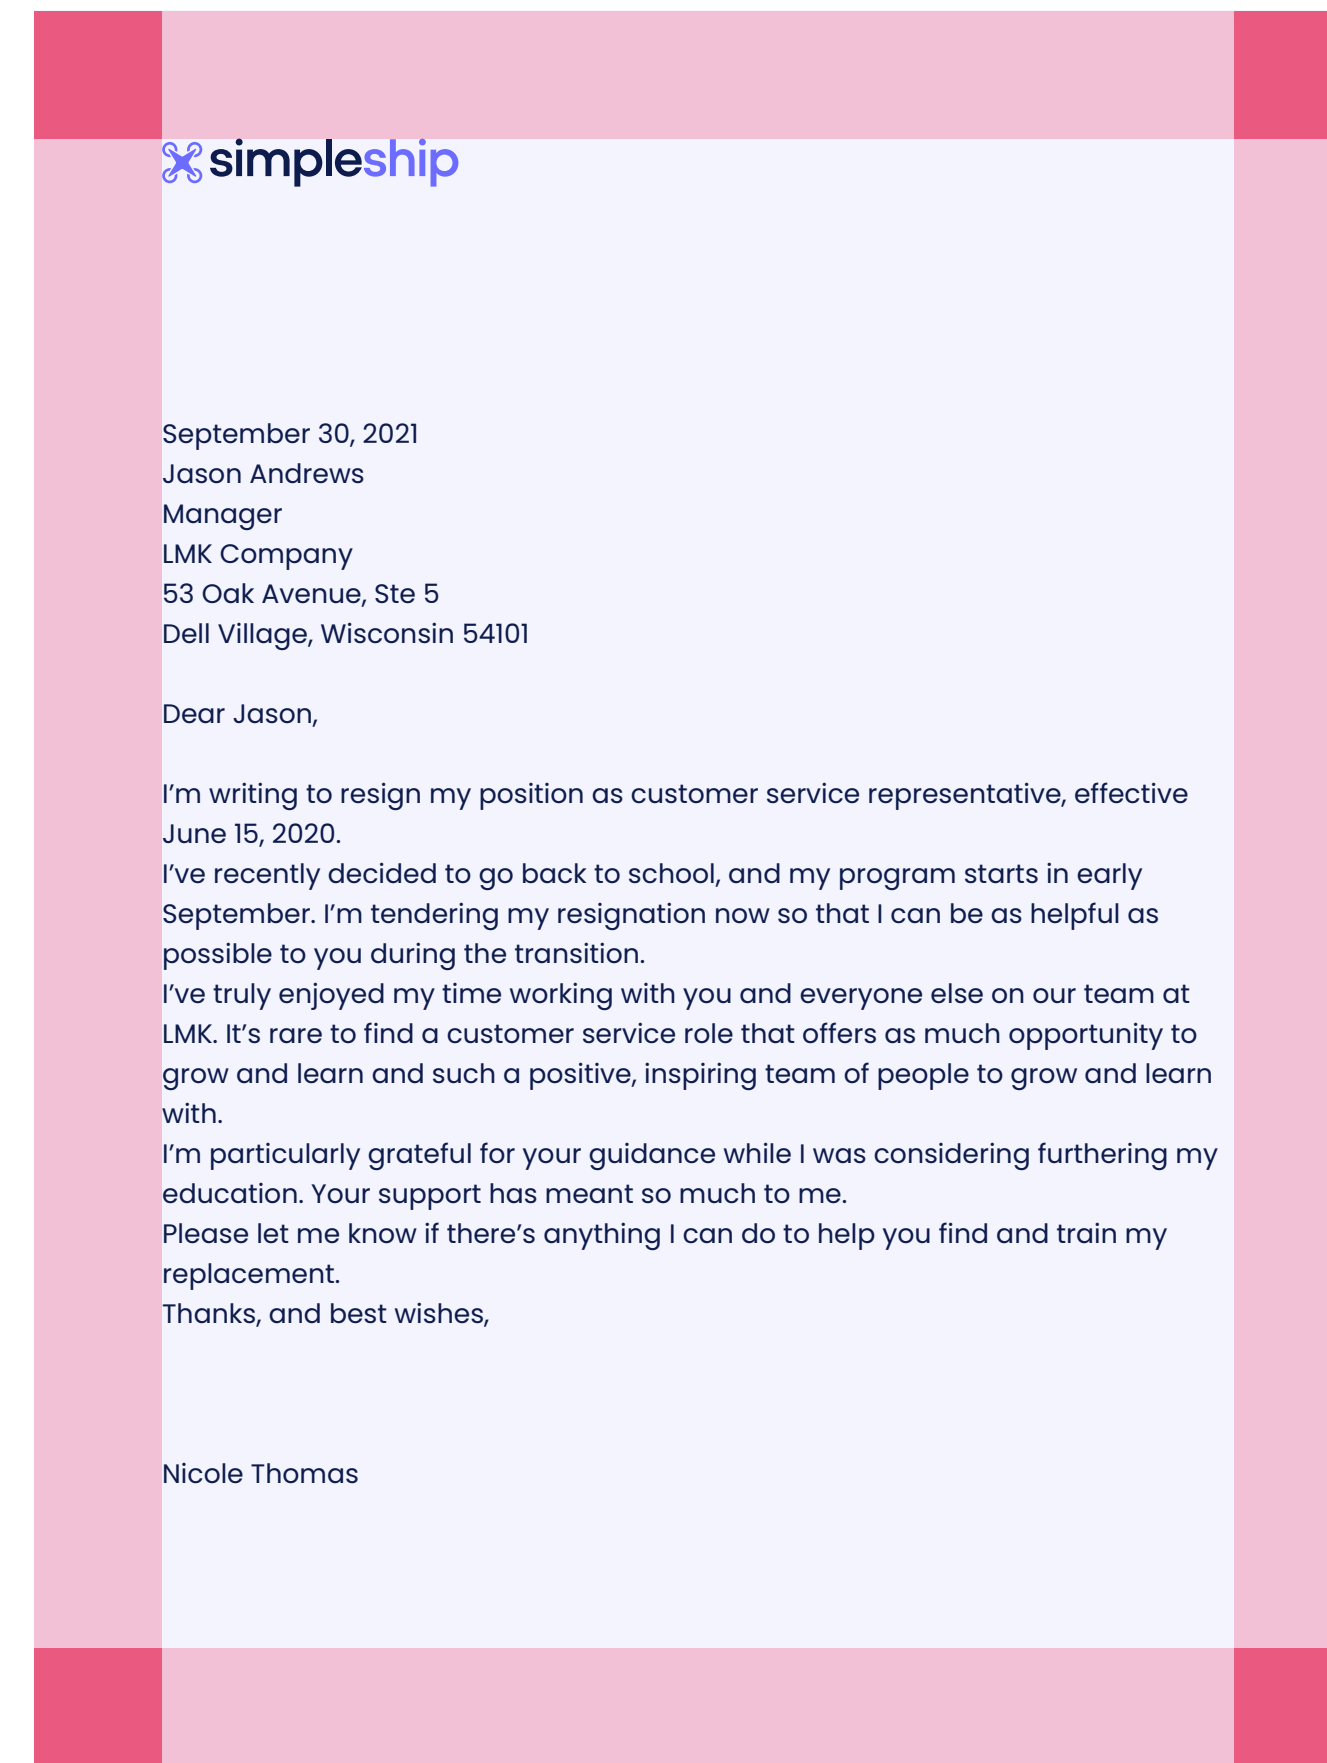 simpleship
September 30, 2021
Jason Andrews
Manager
LMK Company
53 Oak Avenue, Ste 5
Dell Village, Wisconsin 54101
Dear Jason,
I’m writing to resign my position as customer service representative, effective
June 15, 2020.
I’ve recently decided to go back to school, and my program starts in early
September. I’m tendering my resignation now so that I can be as helpful as
possible to you during the transition.
I’ve truly enjoyed my time working with you and everyone else on our team at
LMK. It’s rare to find a customer service role that offers as much opportunity to
grow and learn and such a positive, inspiring team of people to grow and learn
with.
I’m particularly grateful for your guidance while I was considering furthering my
education. Your support has meant so much to me.
Please let me know if there’s anything I can do to help you find and train my
replacement.
Thanks, and best wishes,
Nicole Thomas